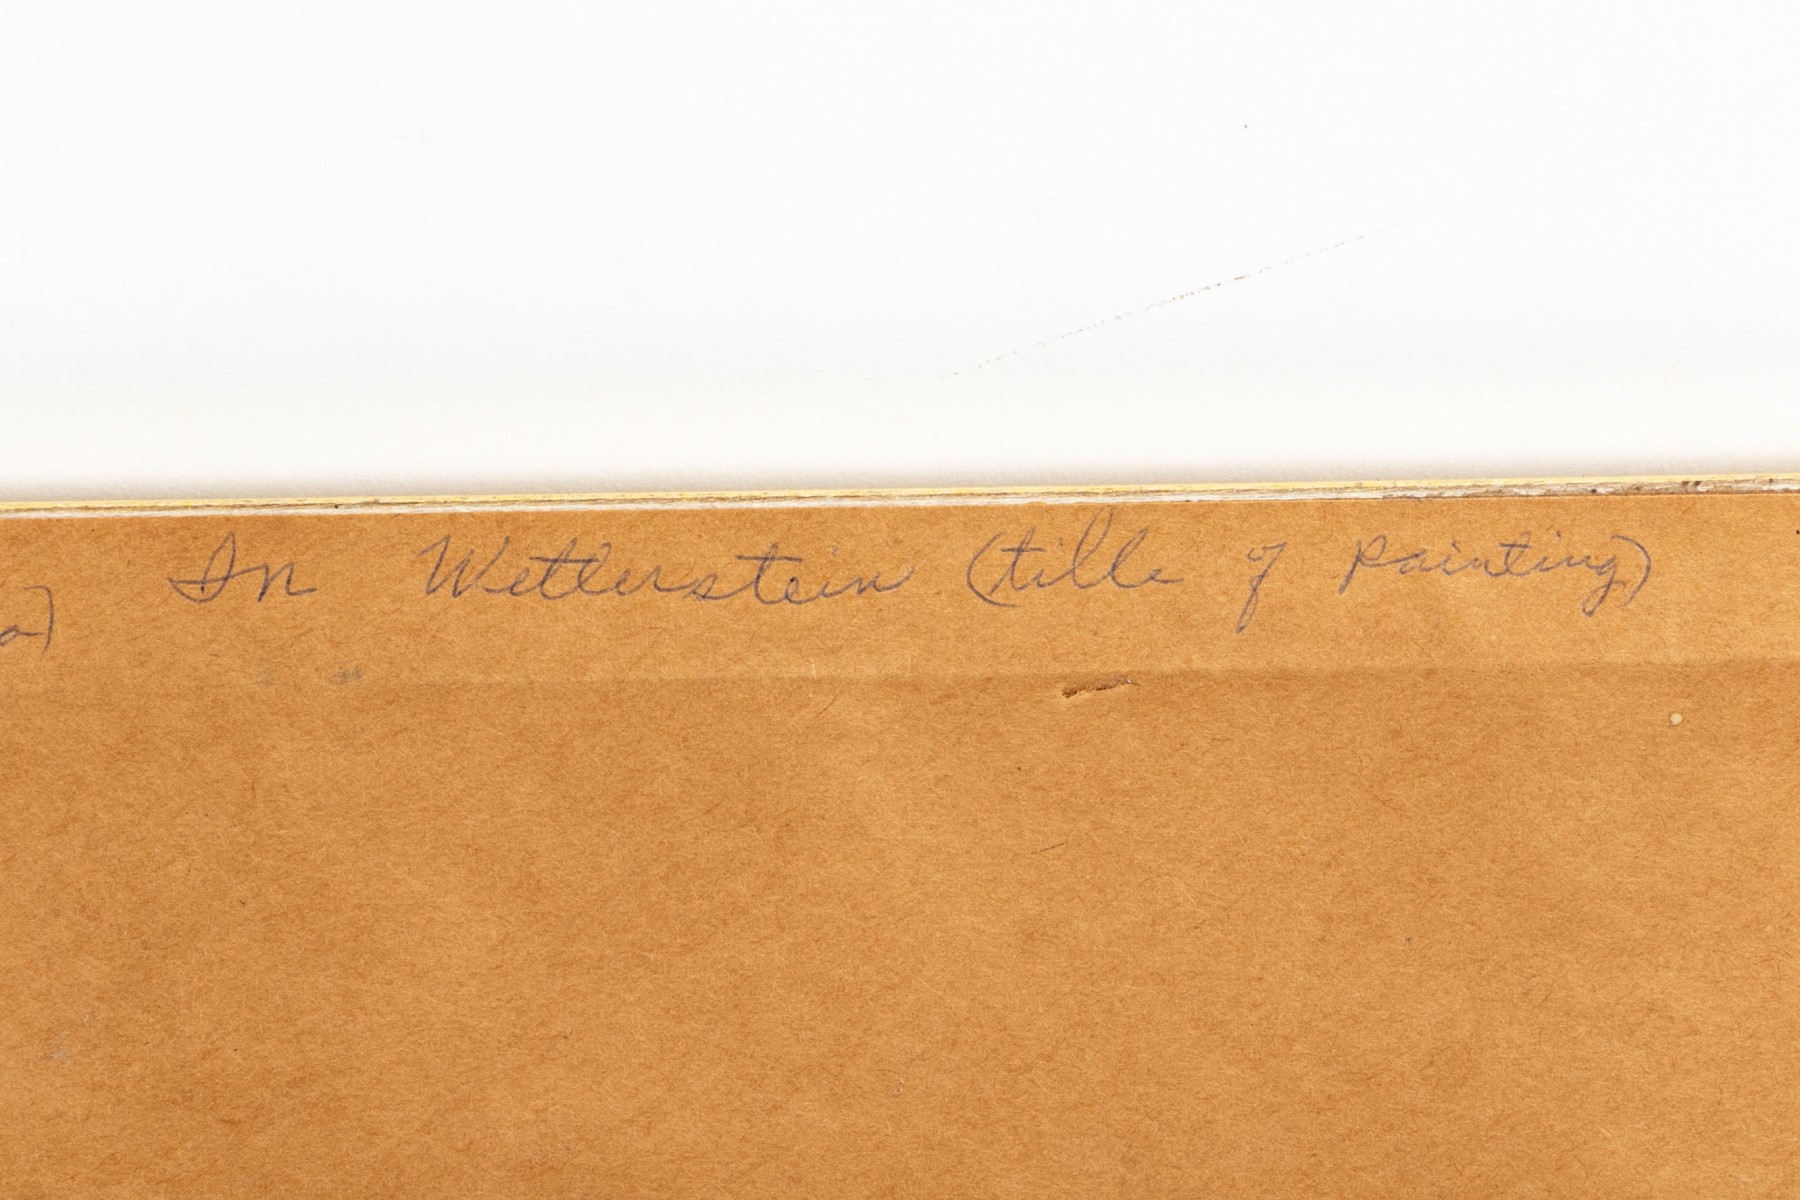 In Wetterstein (title of painting)
a)